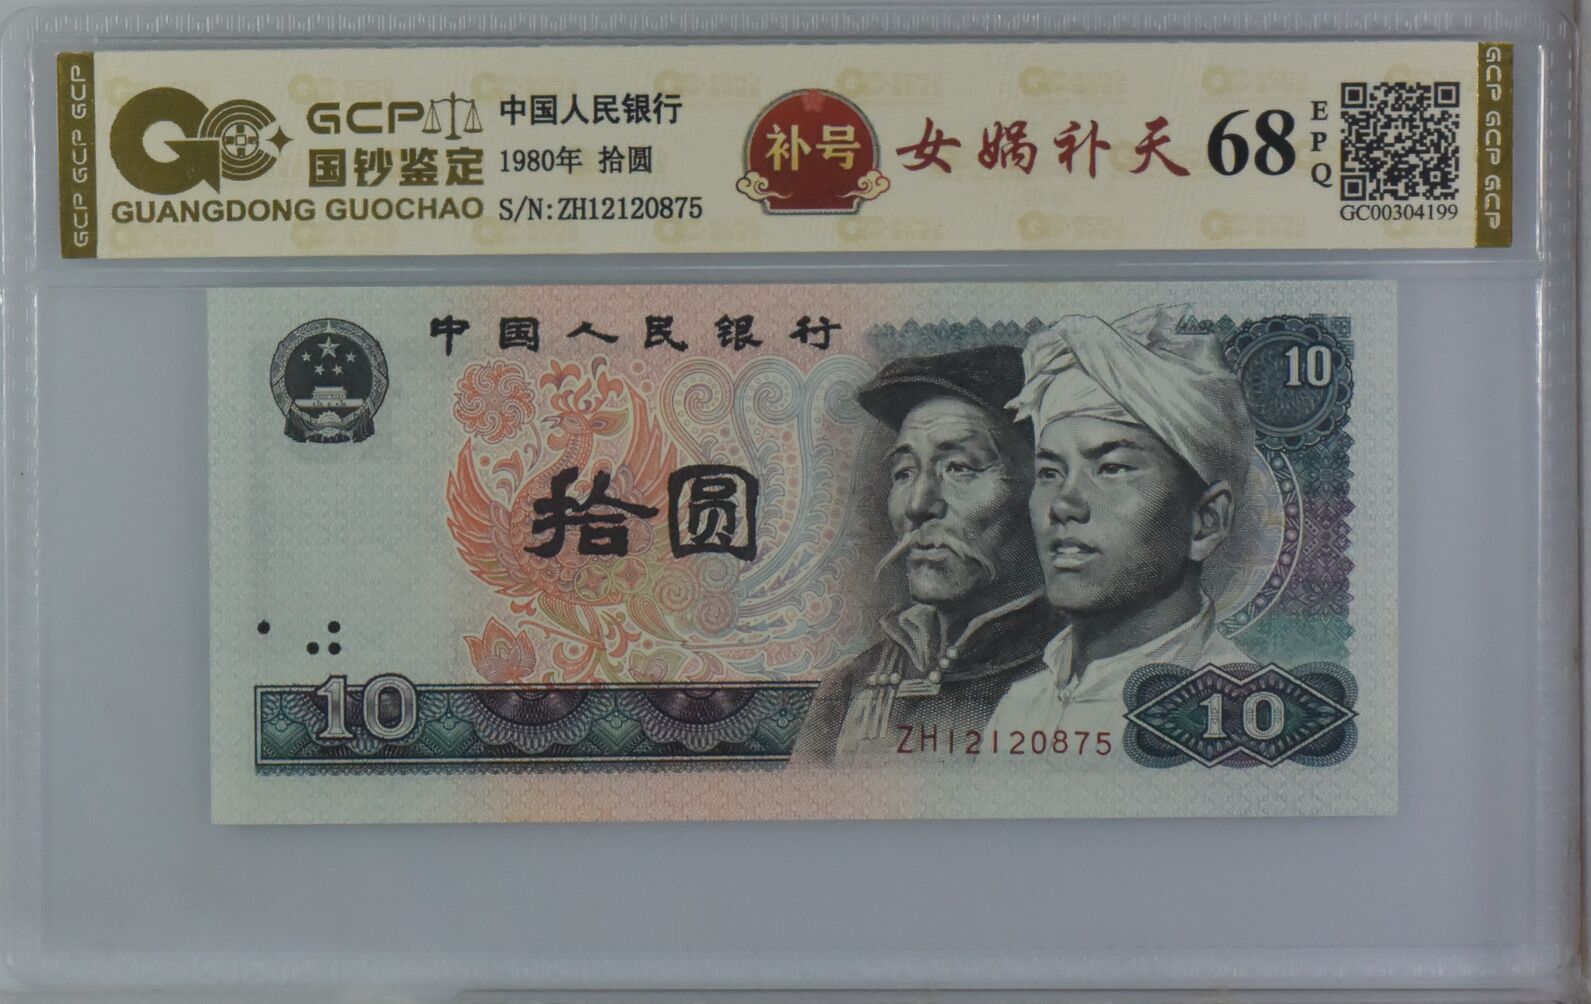 GCP GCP GCP
GCP
国钞鉴定
GUANGDONG GUOCHAO
中国人民银行
1980年 拾圆
S/N:ZH12120875
补号
女娲补天
68
EPQ
GC00304199
GCP GCP GCP
中国人民银行
10
拾圆
10
ZH12120875
10